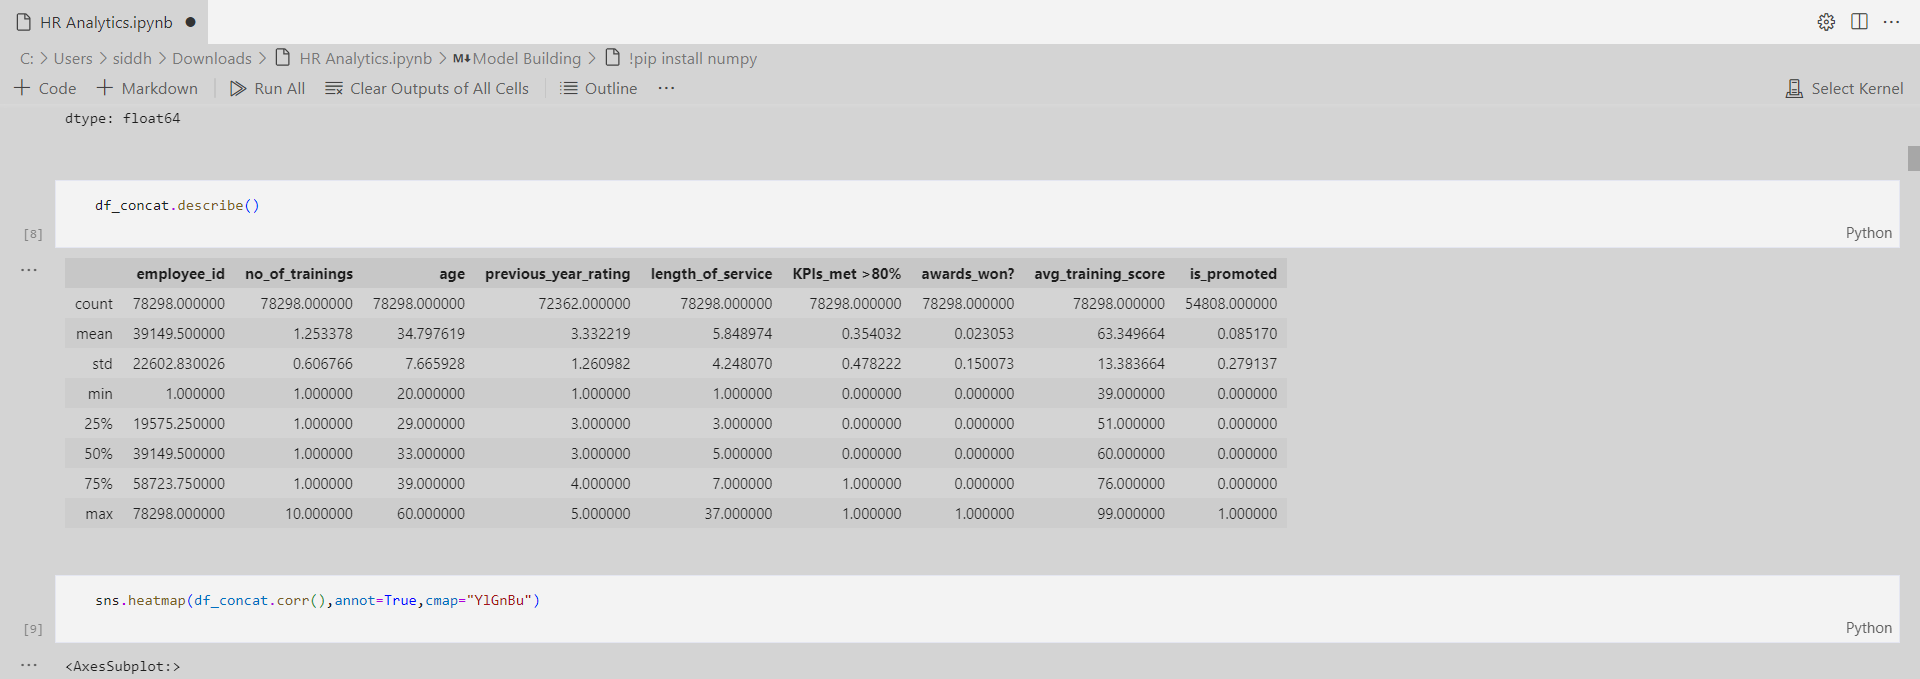 HR Analytics.ipynb
C: > Users > siddh > Downloads > HR Analytics.ipynb > M↓Model Building > !pip install numpy
+ Code + Markdown Run All Clear Outputs of All Cells Outline ... Select Kernel
dtype: float64
df_concat.describe()
[8] Python
employee_id no_of_trainings age previous_year_rating length_of_service KPIs_met >80% awards_won? avg_training_score is_promoted
count 78298.000000 78298.000000 78298.000000 72362.000000 78298.000000 78298.000000 78298.000000 78298.000000 54808.000000
mean 39149.500000 1.253378 34.797619 3.332219 5.848974 0.354032 0.023053 63.349664 0.085170
std 22602.830026 0.606766 7.665928 1.260982 4.248070 0.478222 0.150073 13.383664 0.279137
min 1.000000 1.000000 20.000000 1.000000 1.000000 0.000000 0.000000 39.000000 0.000000
25% 19575.250000 1.000000 29.000000 3.000000 3.000000 0.000000 0.000000 51.000000 0.000000
50% 39149.500000 1.000000 33.000000 3.000000 5.000000 0.000000 0.000000 60.000000 0.000000
75% 58723.750000 1.000000 39.000000 4.000000 7.000000 1.000000 0.000000 76.000000 0.000000
max 78298.000000 10.000000 60.000000 5.000000 37.000000 1.000000 1.000000 99.000000 1.000000
sns.heatmap(df_concat.corr(),annot=True,cmap="YlGnBu")
[9] Python
<AxesSubplot:>